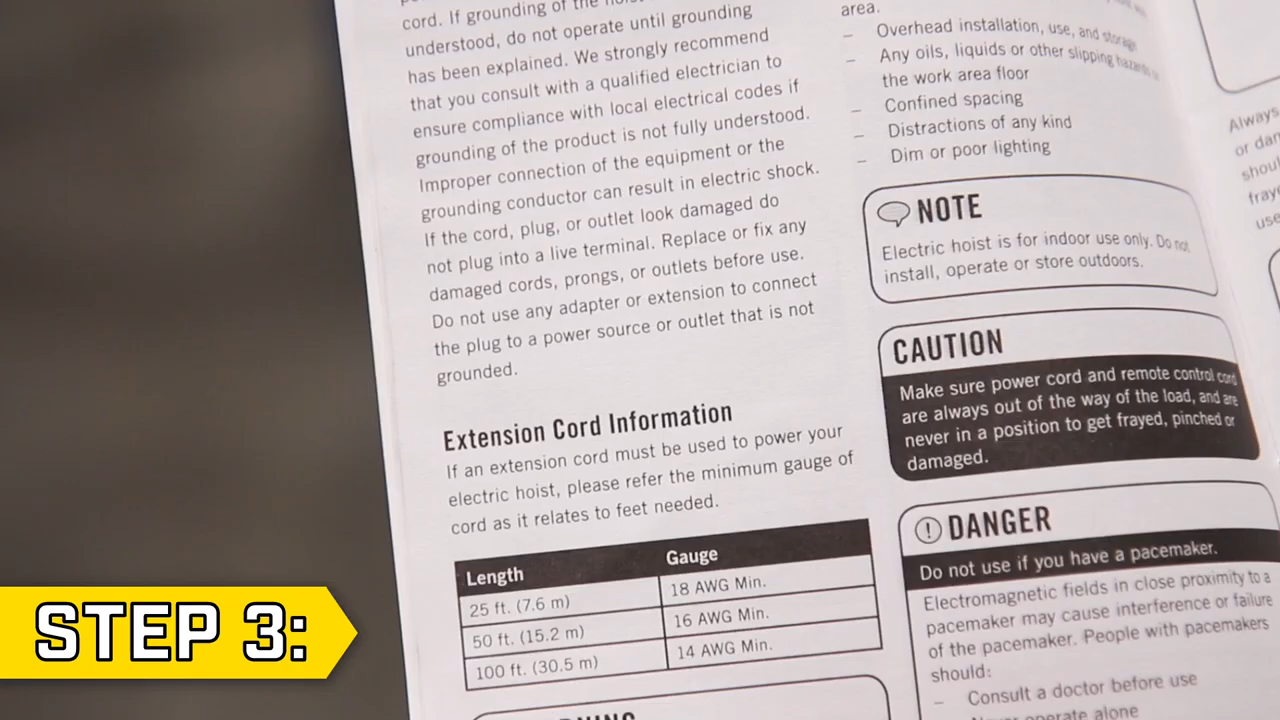 cord. If grounding of the
understood, do not operate until grounding
has been explained. We strongly recommend
that you consult with a qualified electrician to
ensure compliance with local electrical codes if
grounding of the product is not fully understood.
Improper connection of the equipment or the
grounding conductor can result in electric shock.
If the cord, plug, or outlet look damaged do
not plug into a live terminal. Replace or fix any
damaged cords, prongs, or outlets before use.
Do not use any adapter or extension to connect
the plug to a power source or outlet that is not
grounded.
Extension Cord Information
If an extension cord must be used to power your
electric hoist, please refer the minimum gauge of
cord as it relates to feet needed.
Length Gauge
25 ft. (7.6 m) 18 AWG Min.
50 ft. (15.2 m) 16 AWG Min.
100 ft. (30.5 m) 14 AWG Min.
area.
– Overhead installation, use, and storage
– Any oils, liquids or other slipping hazards
the work area floor
– Confined spacing
– Distractions of any kind
– Dim or poor lighting
NOTE
Electric hoist is for indoor use only. Do not
install, operate or store outdoors.
CAUTION
Make sure power cord and remote control cord
are always out of the way of the load, and are
never in a position to get frayed, pinched or
damaged.
DANGER
Do not use if you have a pacemaker.
Electromagnetic fields in close proximity to a
pacemaker may cause interference or failure
of the pacemaker. People with pacemakers
should:
– Consult a doctor before use
Never operate alone
Always
or
STEP 3: